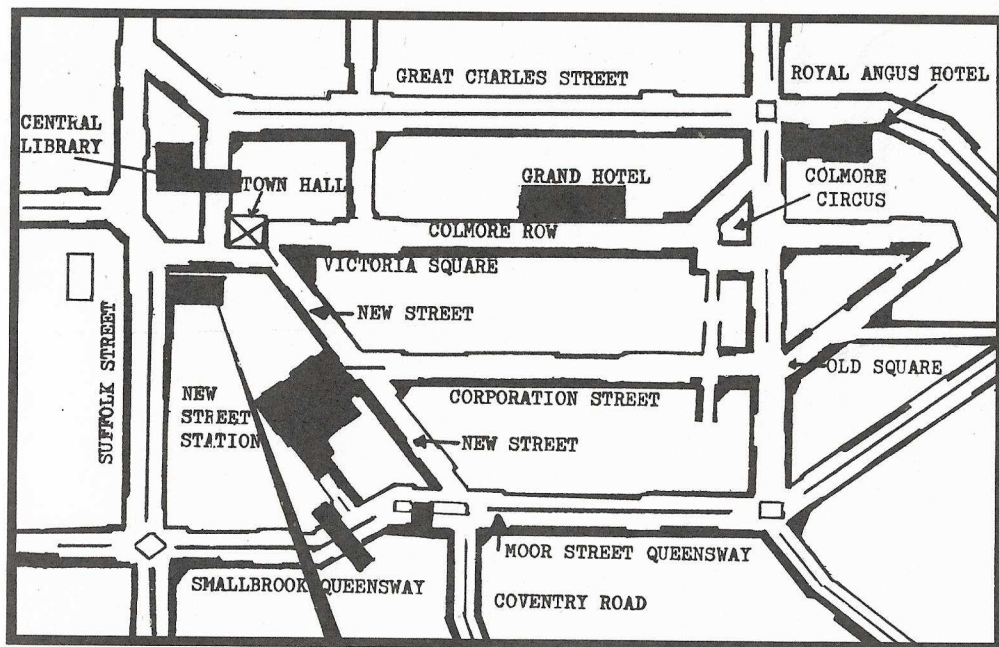 GREAT CHARLES STREET
ROYAL ANGUS HOTEL
CENTRAL
LIBRARY
TOWN HALL
GRAND HOTEL
COLMORE
CIRCUS
COLMORE ROW
VICTORIA SQUARE
NEW STREET
SUFFOLK STREET
OLD SQUARE
NEW
STREET
STATION
CORPORATION STREET
NEW STREET
MOOR STREET QUEENSWAY
SMALLBROOK QUEENSWAY
COVENTRY ROAD